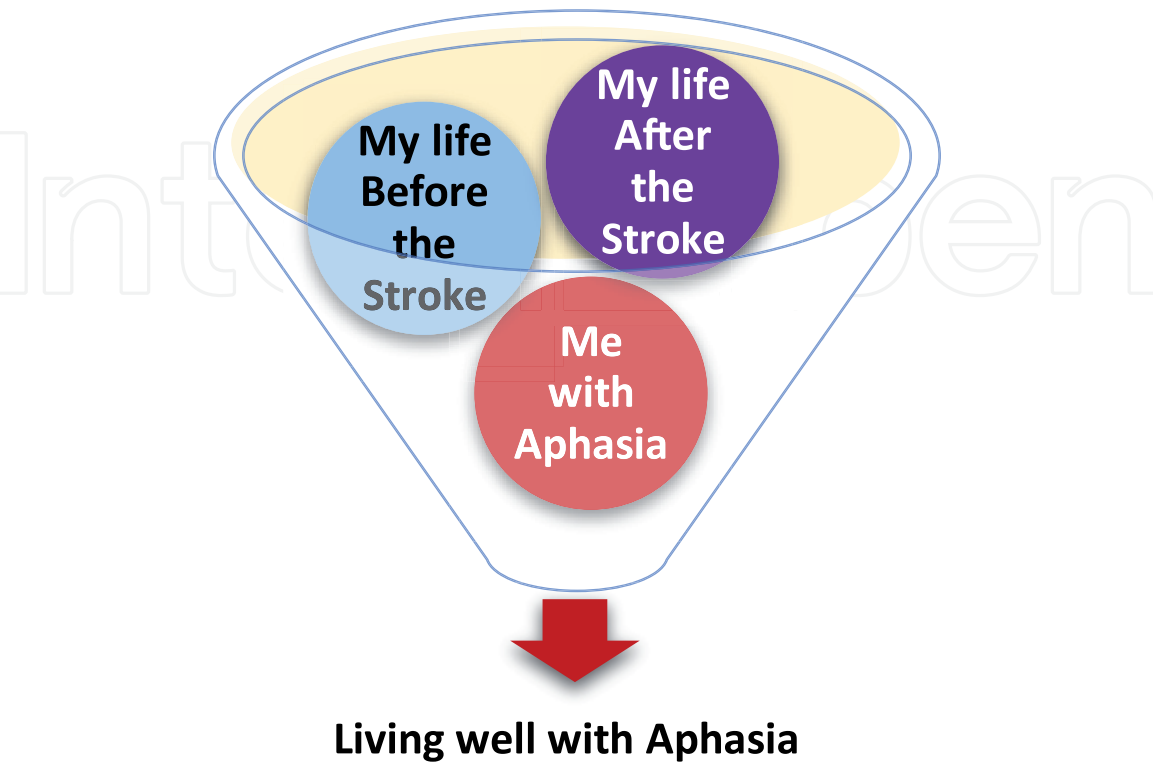 My life
Before
the
Stroke
My life
After
the
Stroke
Me
with
Aphasia
Living well with Aphasia